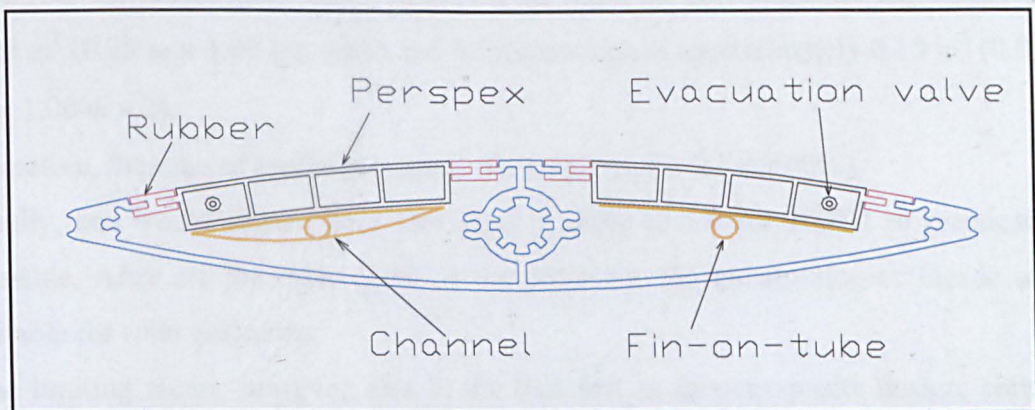 Perspex
Evacuation valve
Rubber
Channel
Fin-on-tube